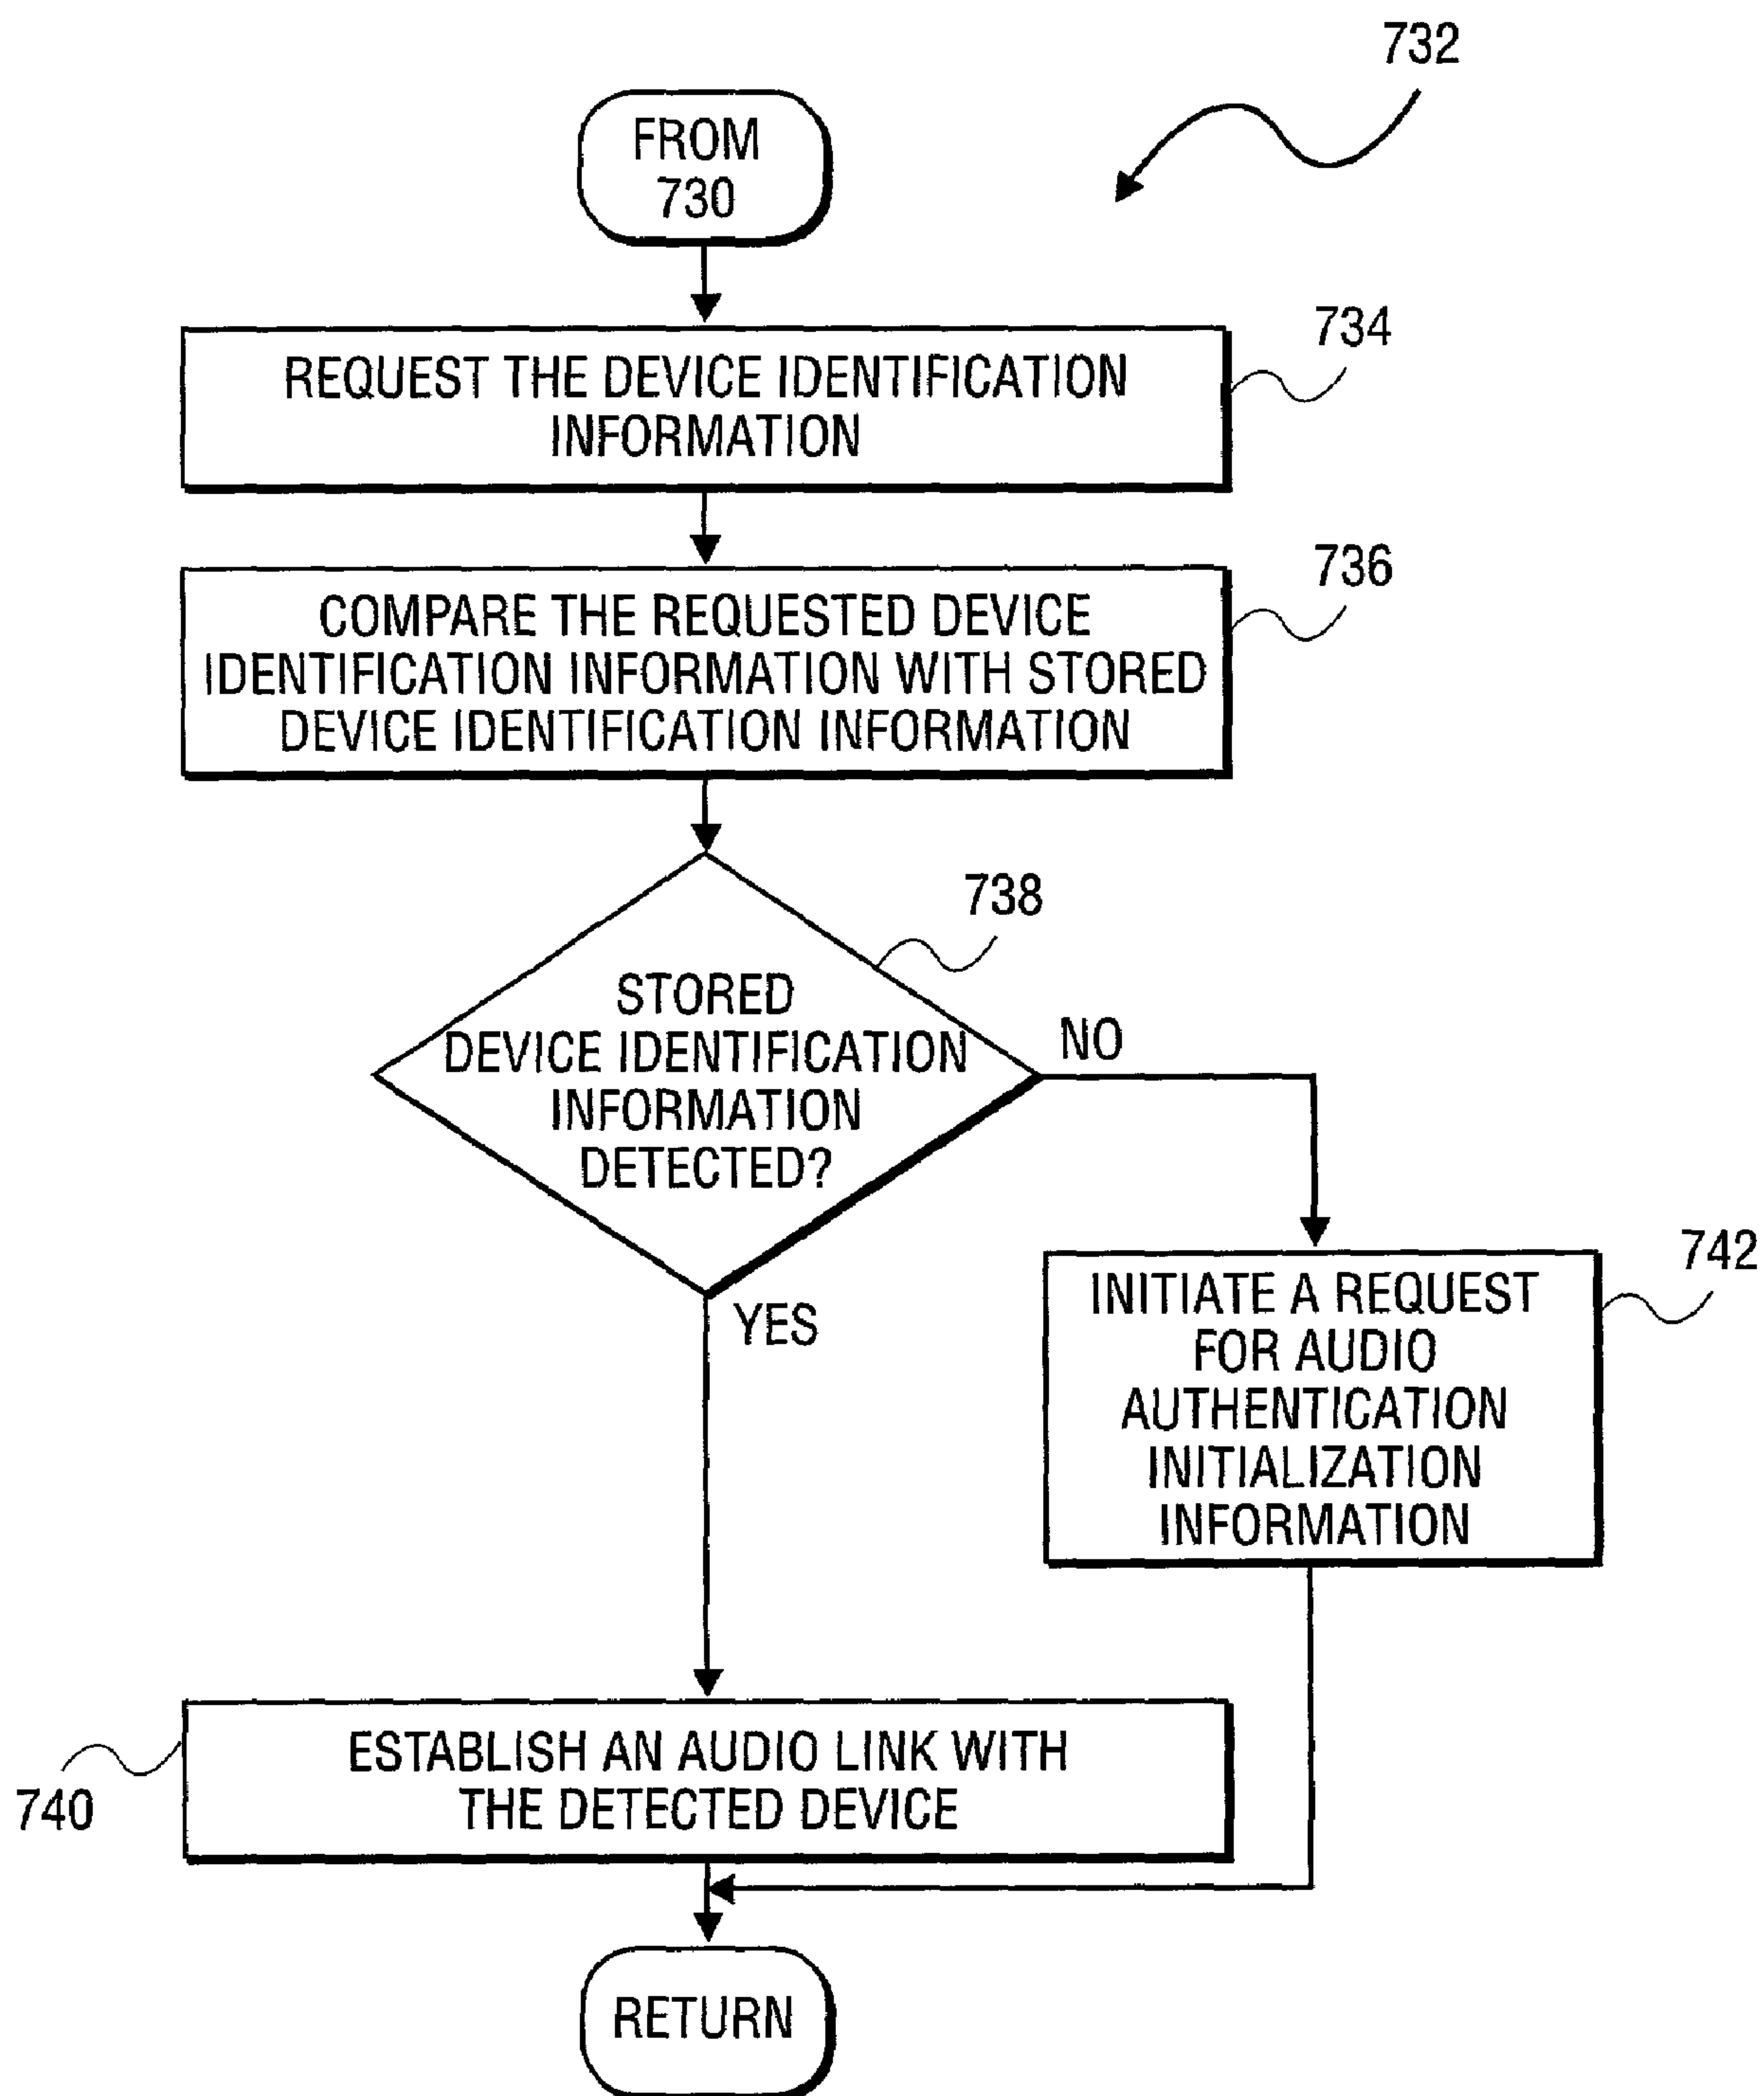 732
FROM
730
734
REQUEST THE DEVICE IDENTIFICATION
INFORMATION
736
COMPARE THE REQUESTED DEVICE
IDENTIFICATION INFORMATION WITH STORED
DEVICE IDENTIFICATION INFORMATION
738
STORED
DEVICE IDENTIFICATION
INFORMATION
DETECTED?
NO
YES
742
INITIATE A REQUEST
FOR AUDIO
AUTHENTICATION
INITIALIZATION
INFORMATION
740
ESTABLISH AN AUDIO LINK WITH
THE DETECTED DEVICE
RETURN